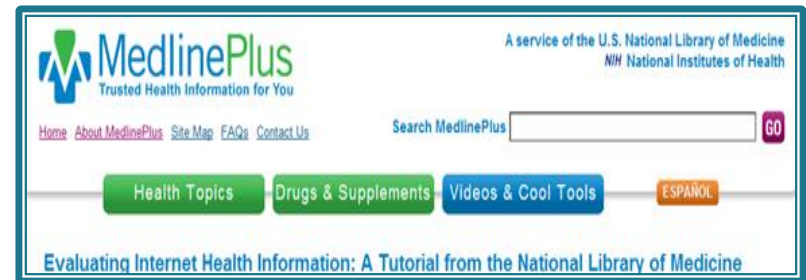 MedlinePlus
Trusted Health Information for You
A service of the U.S. National Library of Medicine
NIH National Institutes of Health
Home About MedlinePlus Site Map FAQs Contact Us
Search MedlinePlus GO
Health Topics Drugs & Supplements Videos & Cool Tools ESPAÑOL
Evaluating Internet Health Information: A Tutorial from the National Library of Medicine